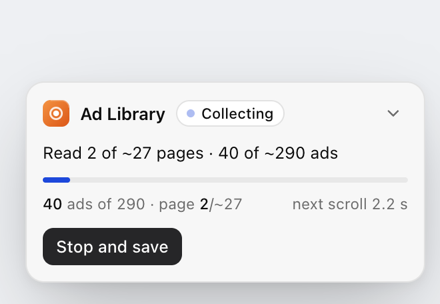 Ad Library Collecting
Read 2 of ~27 pages · 40 of ~290 ads
40 ads of 290 · page 2/~27 next scroll 2.2 s
Stop and save